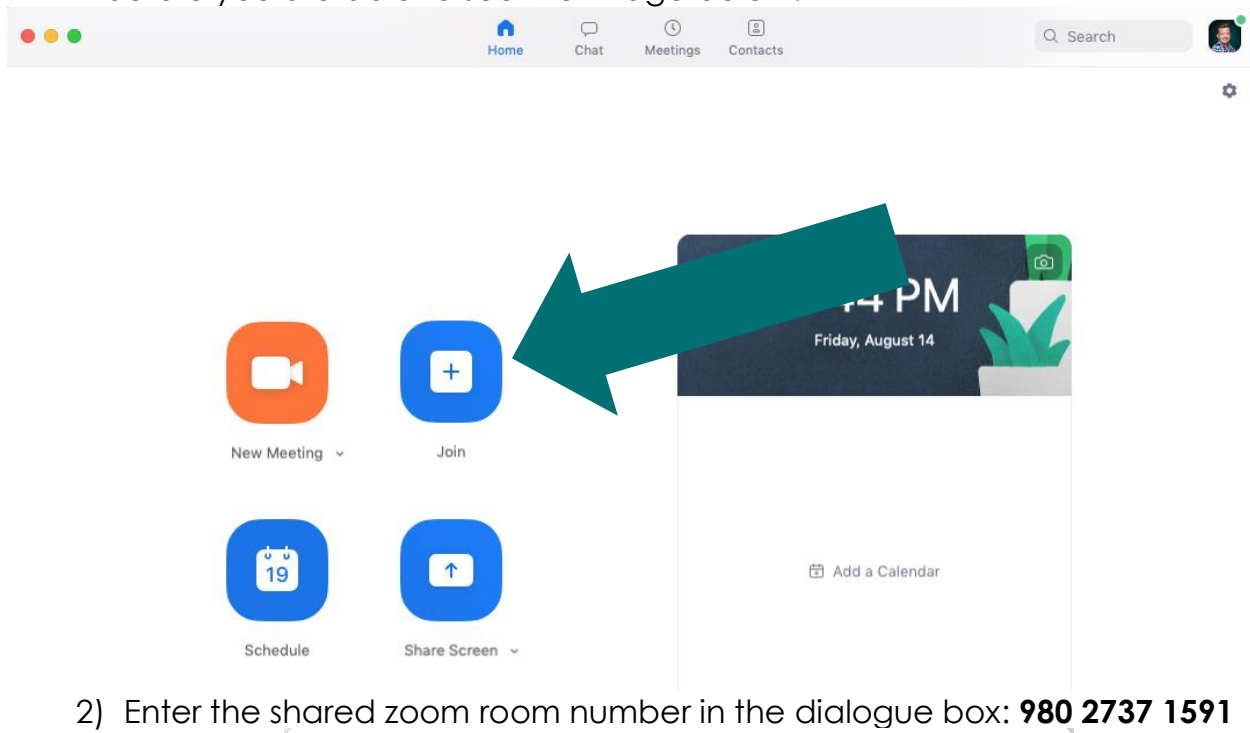 Home Chat Meetings Contacts
Search
PM
Friday, August 14
New Meeting
Join
19
Schedule
Share Screen
Add a Calendar
2) Enter the shared zoom room number in the dialogue box: 980 2737 1591